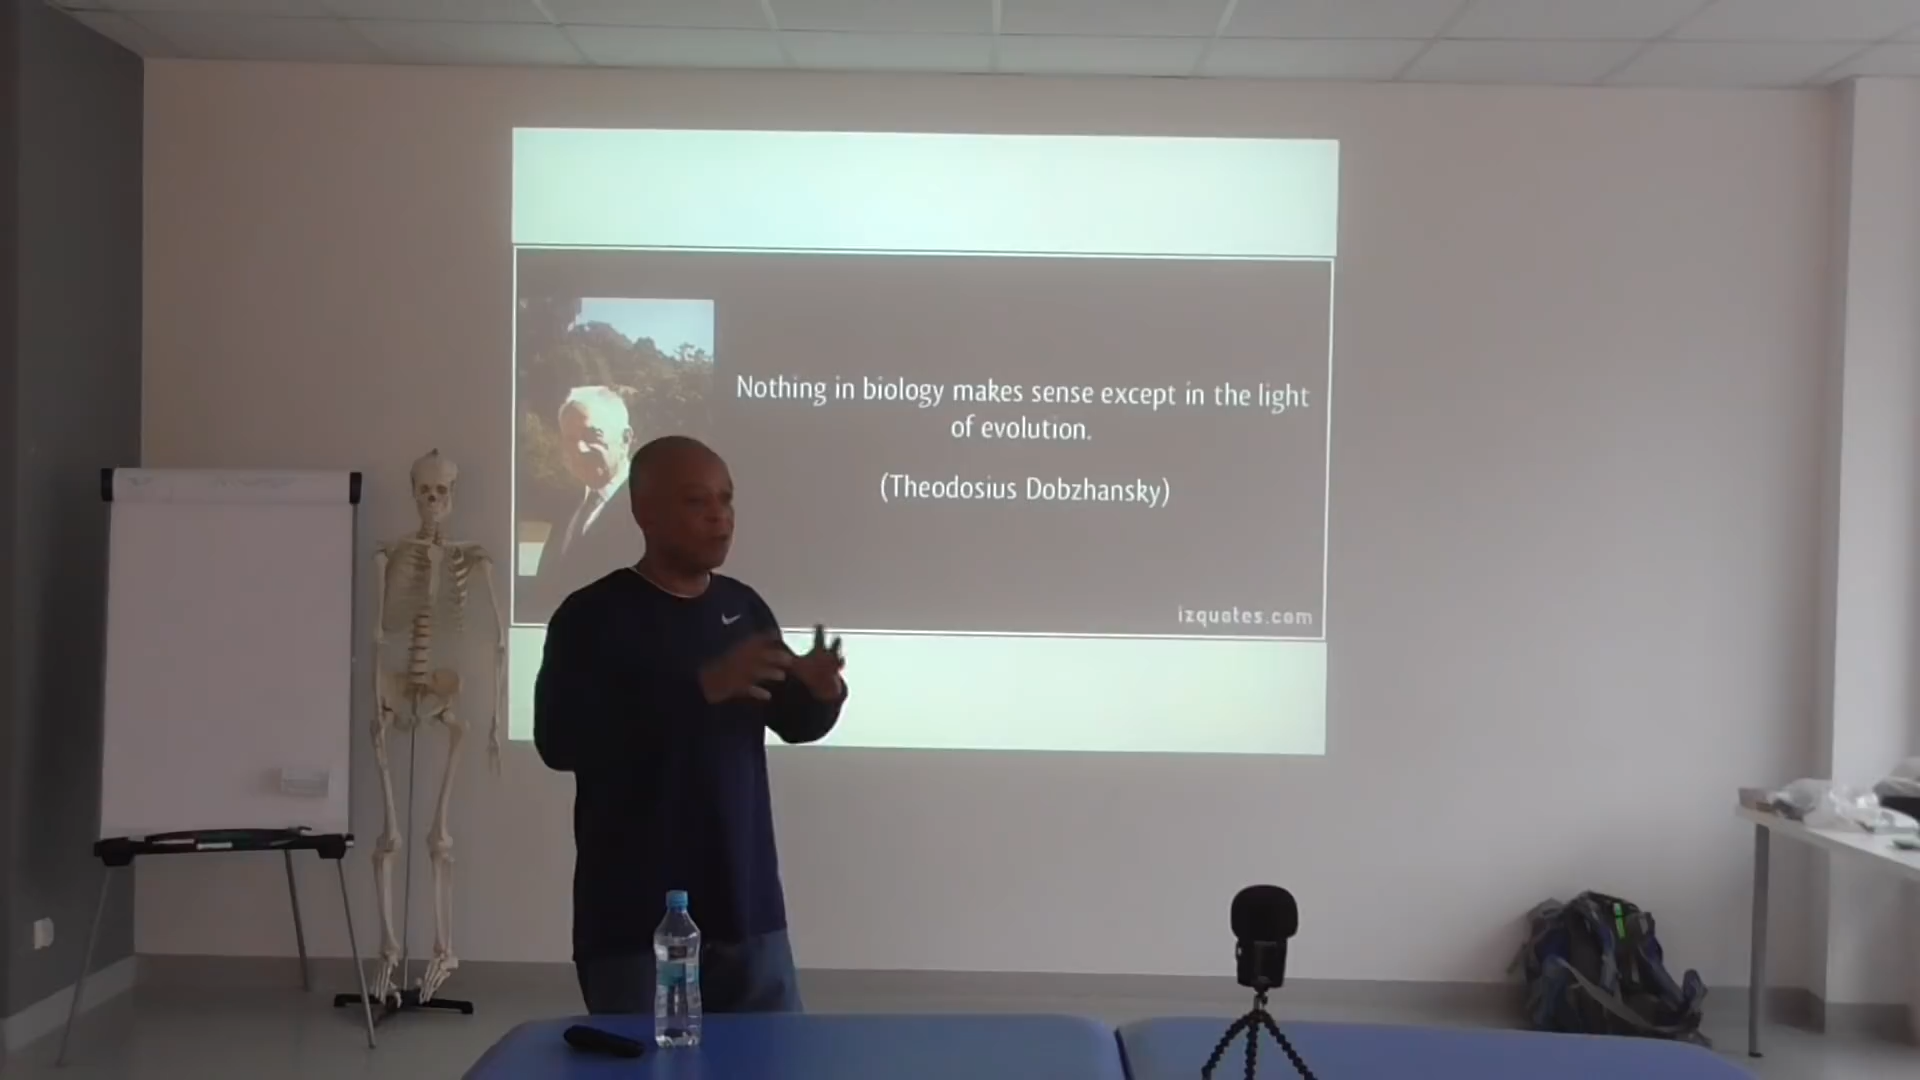 Nothing in biology makes sense except in the light
of evolution.
(Theodosius Dobzhansky)
izquotes.com